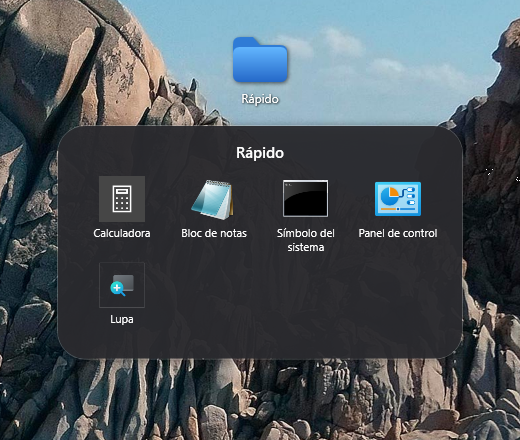 Rápido
Rápido
Calculadora
Bloc de notas
Símbolo del
sistema
Panel de control
Lupa